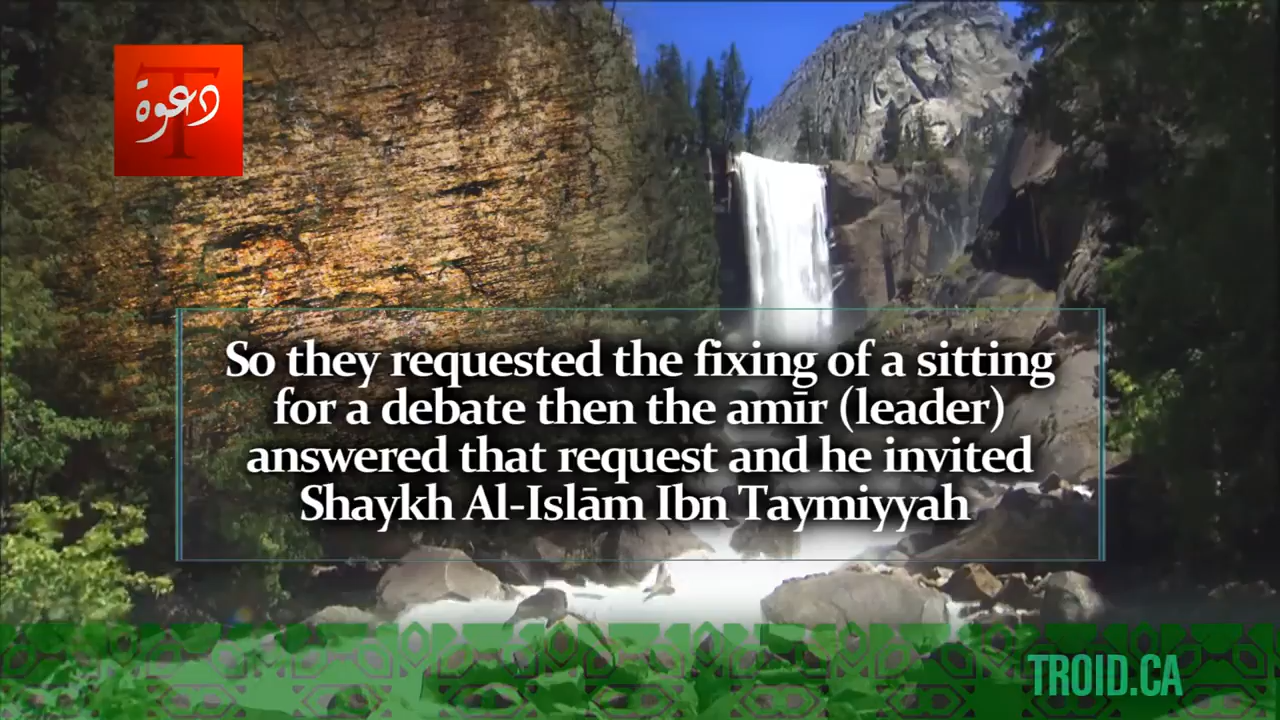 دعوة
T
So they requested the fixing of a sitting
for a debate then the amīr (leader)
answered that request and he invited
Shaykh Al-Islām Ibn Taymiyyah
TROID.CA